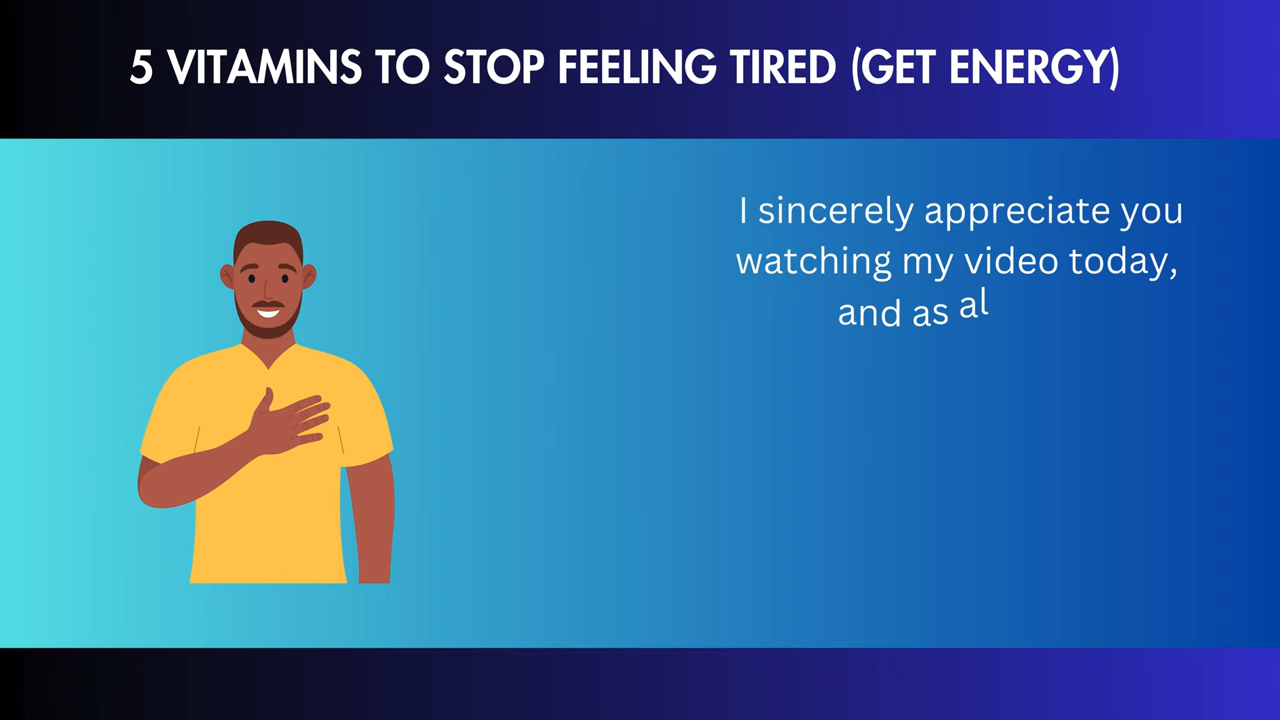 5 VITAMINS TO STOP FEELING TIRED (GET ENERGY)
I sincerely appreciate you
watching my video today,
and as al